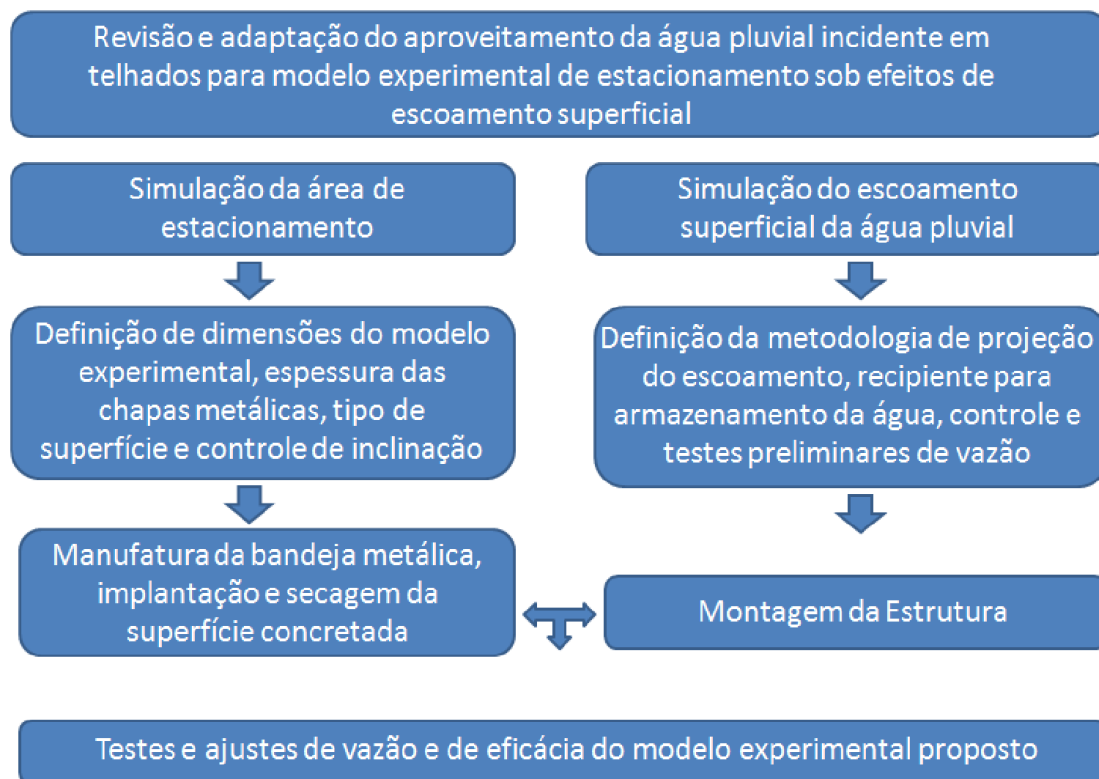 Revisão e adaptação do aproveitamento da água pluvial incidente em
telhados para modelo experimental de estacionamento sob efeitos de
escoamento superficial
Simulação da área de
estacionamento
Simulação do escoamento
superficial da água pluvial
Definição de dimensões do modelo
experimental, espessura das
chapas metálicas, tipo de
superfície e controle de inclinação
Definição da metodologia de projeção
do escoamento, recipiente para
armazenamento da água, controle e
testes preliminares de vazão
Manufatura da bandeja metálica,
implantação e secagem da
superfície concretada
Montagem da Estrutura
Testes e ajustes de vazão e de eficácia do modelo experimental proposto